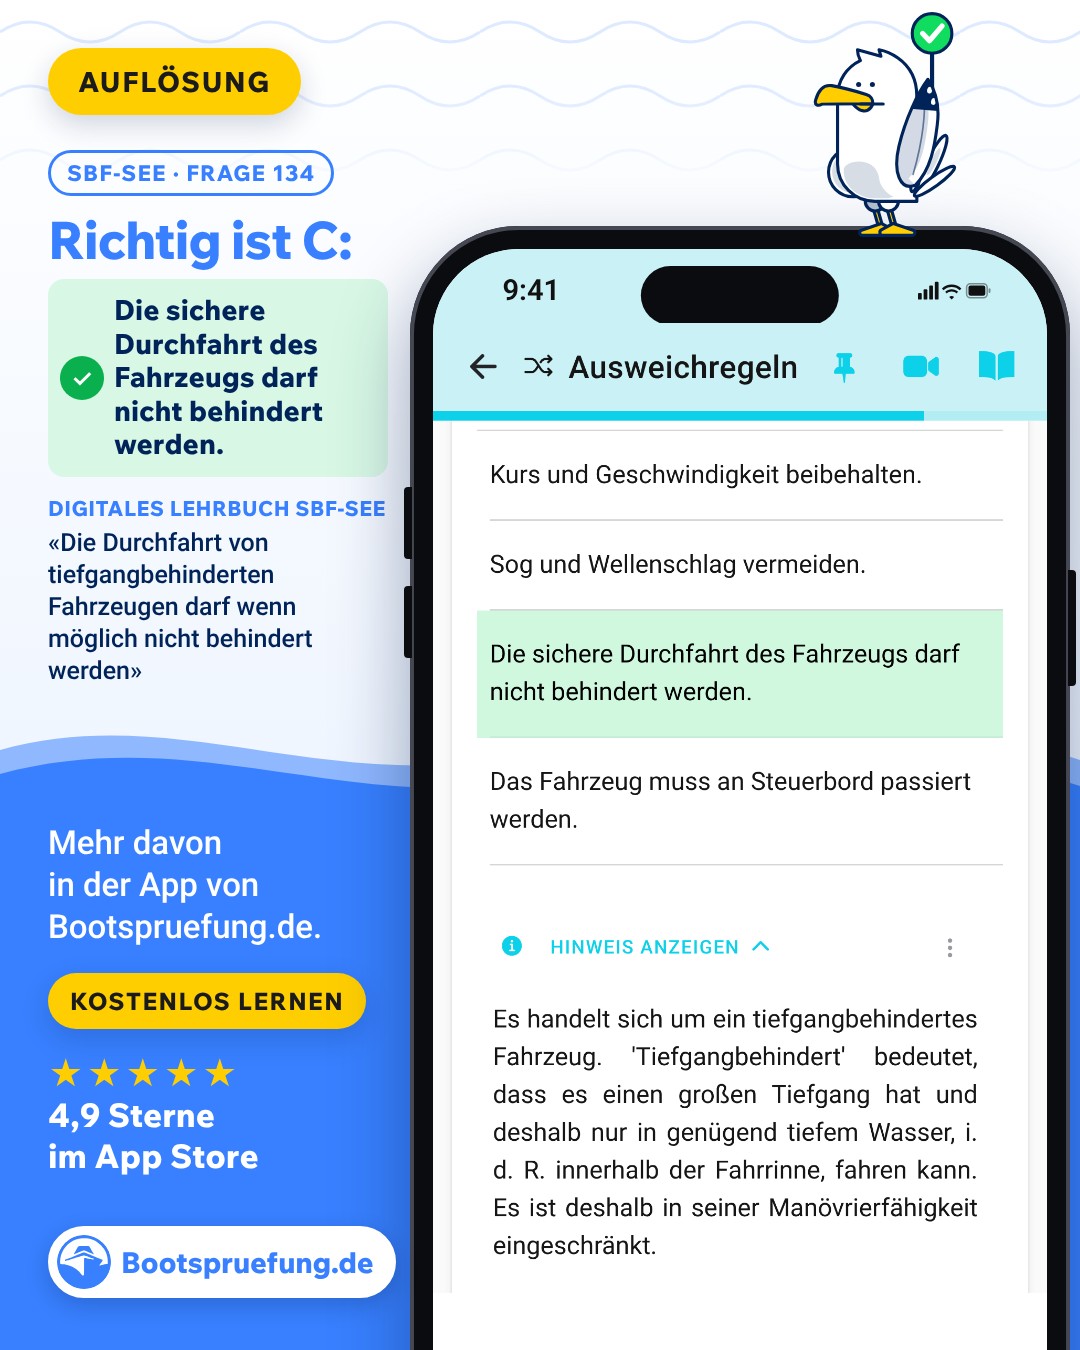 AUFLÖSUNG
SBF-SEE · FRAGE 134
Richtig ist C:
Die sichere
Durchfahrt des
Fahrzeugs darf
nicht behindert
werden.
DIGITALES LEHRBUCH SBF-SEE
«Die Durchfahrt von
tiefgangbehinderten
Fahrzeugen darf wenn
möglich nicht behindert
werden»
Mehr davon
in der App von
Bootspruefung.de.
KOSTENLOS LERNEN
4,9 Sterne
im App Store
Bootspruefung.de
9:41
Ausweichregeln
Kurs und Geschwindigkeit beibehalten.
Sog und Wellenschlag vermeiden.
Die sichere Durchfahrt des Fahrzeugs darf
nicht behindert werden.
Das Fahrzeug muss an Steuerbord passiert
werden.
HINWEIS ANZEIGEN
Es handelt sich um ein tiefgangbehindertes
Fahrzeug. 'Tiefgangbehindert' bedeutet,
dass es einen großen Tiefgang hat und
deshalb nur in genügend tiefem Wasser, i.
d. R. innerhalb der Fahrrinne, fahren kann.
Es ist deshalb in seiner Manövrierfähigkeit
eingeschränkt.